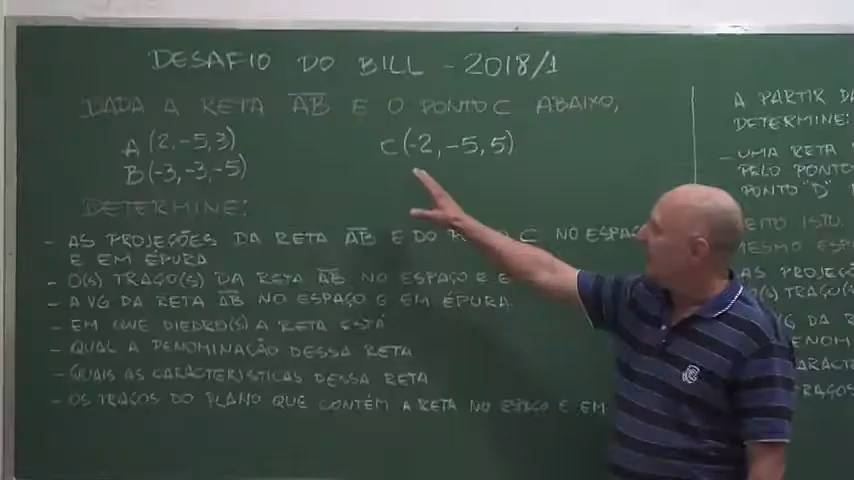 DESAFIO DO BILL - 2018/1
DADA A RETA AB E O PONTO C ABAIXO,
A (2,-5,3)
B (-3,-3,-5)
C (-2,-5,5)
DETERMINE:
- AS PROJEÇÕES DA RETA AB E DO C NO ESPAÇO
E EM ÉPURA
- O(S) TRAÇO(S) DA RETA AB NO ESPAÇO E E
- A VG DA RETA AB NO ESPAÇO E EM ÉPURA
- EM QUE DIEDRO(S) A RETA ESTÁ
- QUAL A DENOMINAÇÃO DESSA RETA
- QUAIS AS CARACTERÍSTICAS DESSA RETA
- OS TRAÇOS DO PLANO QUE CONTÉM A RETA NO ESPAÇO E EM
A PARTIR DA
DETERMINE:
- UMA RETA
PELO PONTO
PONTO "D"
FEITO ISTO,
MESMO ESPA
AS PROJEÇÕ
O(S) TRAÇO(
VG DA R
ENOM
CARACT
TRAÇOS